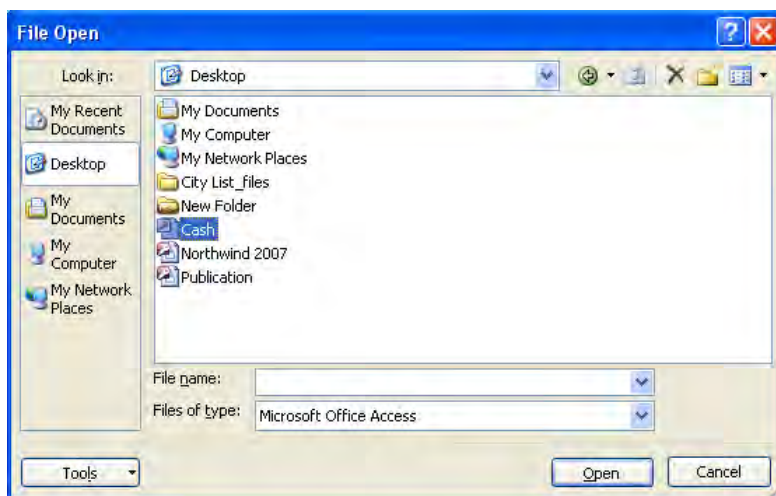 File Open
Look in:
Desktop
My Recent
Documents
Desktop
My
Documents
My
Computer
My Network
Places
My Documents
My Computer
My Network Places
City List_files
New Folder
Cash
Northwind 2007
Publication
File name:
Files of type:
Microsoft Office Access
Tools
Open
Cancel